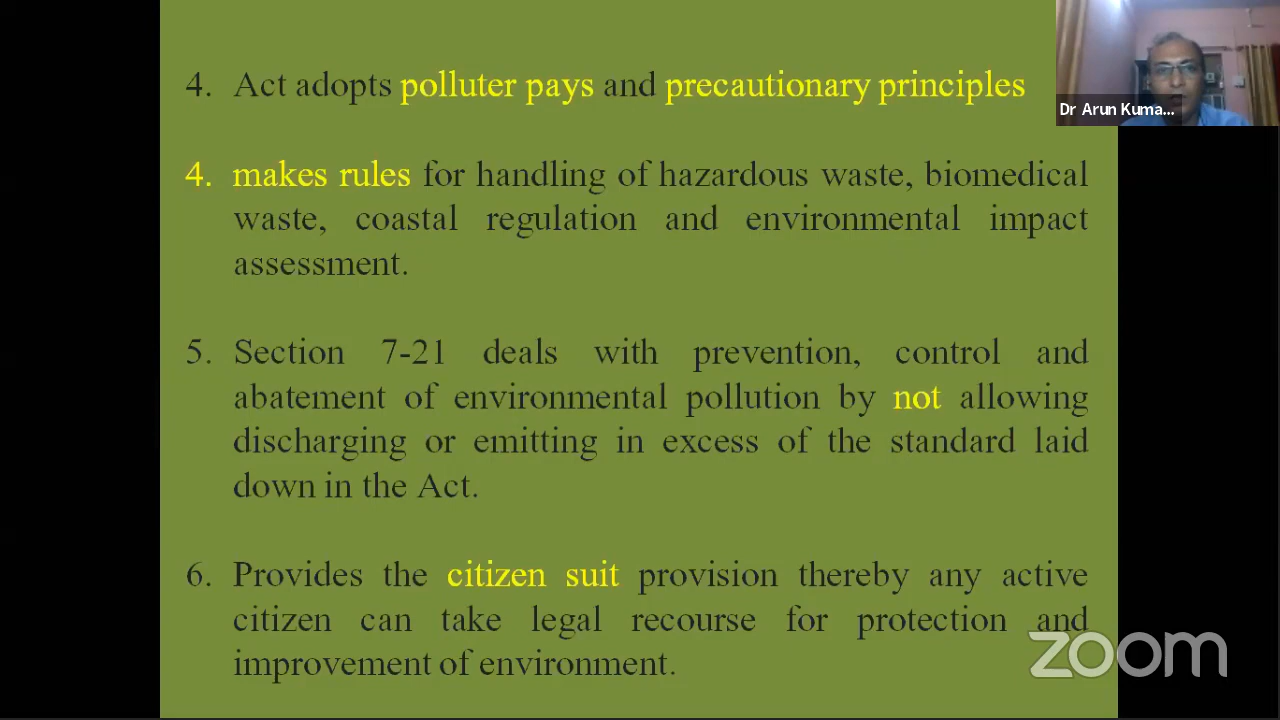 4. Act adopts polluter pays and precautionary principles
Dr Arun Kuma...
4. makes rules for handling of hazardous waste, biomedical
waste, coastal regulation and environmental impact
assessment.
5. Section 7-21 deals with prevention, control and
abatement of environmental pollution by not allowing
discharging or emitting in excess of the standard laid
down in the Act.
6. Provides the citizen suit provision thereby any active
citizen can take legal recourse for protection and
improvement of environment.
zoom